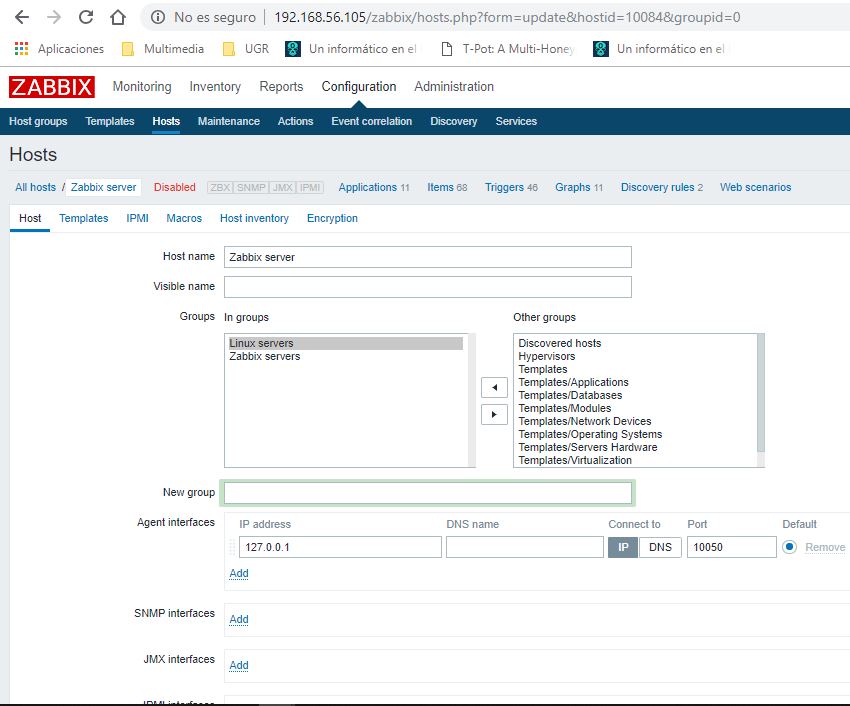 No es seguro | 192.168.56.105/zabbix/hosts.php?form=update&hostid=10084&groupid=0
Aplicaciones Multimedia UGR Un informático en el T-Pot: A Multi-Honey Un informático en el
ZABBIX Monitoring Inventory Reports Configuration Administration
Host groups Templates Hosts Maintenance Actions Event correlation Discovery Services
Hosts
All hosts / Zabbix server Disabled ZBX SNMP JMX IPMI Applications 11 Items 68 Triggers 46 Graphs 11 Discovery rules 2 Web scenarios
Host Templates IPMI Macros Host inventory Encryption
Host name Zabbix server
Visible name
Groups In groups Other groups
Linux servers Discovered hosts
Zabbix servers Hypervisors
Templates
Templates/Applications
Templates/Databases
Templates/Modules
Templates/Network Devices
Templates/Operating Systems
Templates/Servers Hardware
Templates/Virtualization
New group
Agent interfaces IP address DNS name Connect to Port Default
127.0.0.1 IP DNS 10050 Remove
Add
SNMP interfaces Add
JMX interfaces Add
IPMI interfaces